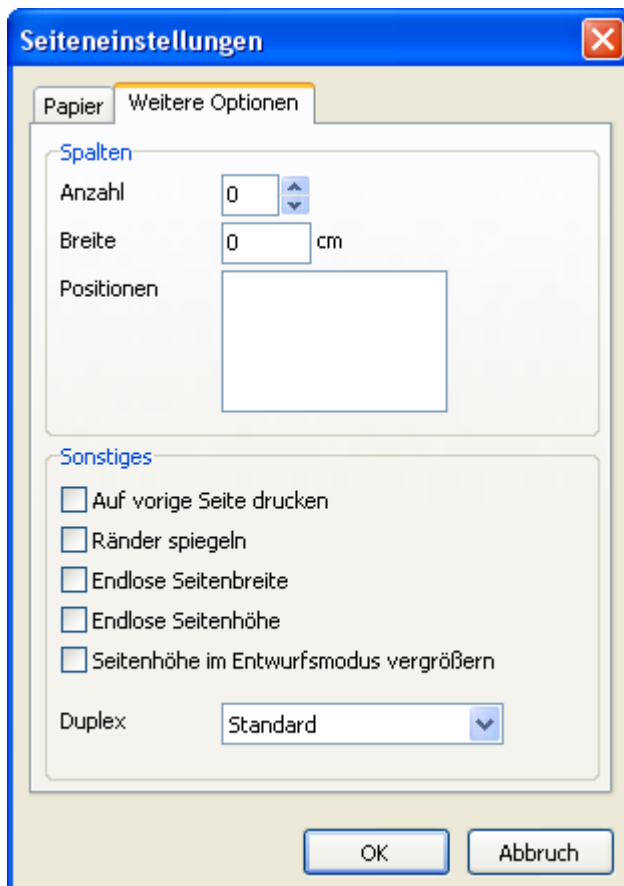 Seiteneinstellungen
Papier Weitere Optionen
Spalten
Anzahl 0
Breite 0 cm
Positionen
Sonstiges
Auf vorige Seite drucken
Ränder spiegeln
Endlose Seitenbreite
Endlose Seitenhöhe
Seitenhöhe im Entwurfsmodus vergrößern
Duplex Standard
OK Abbruch